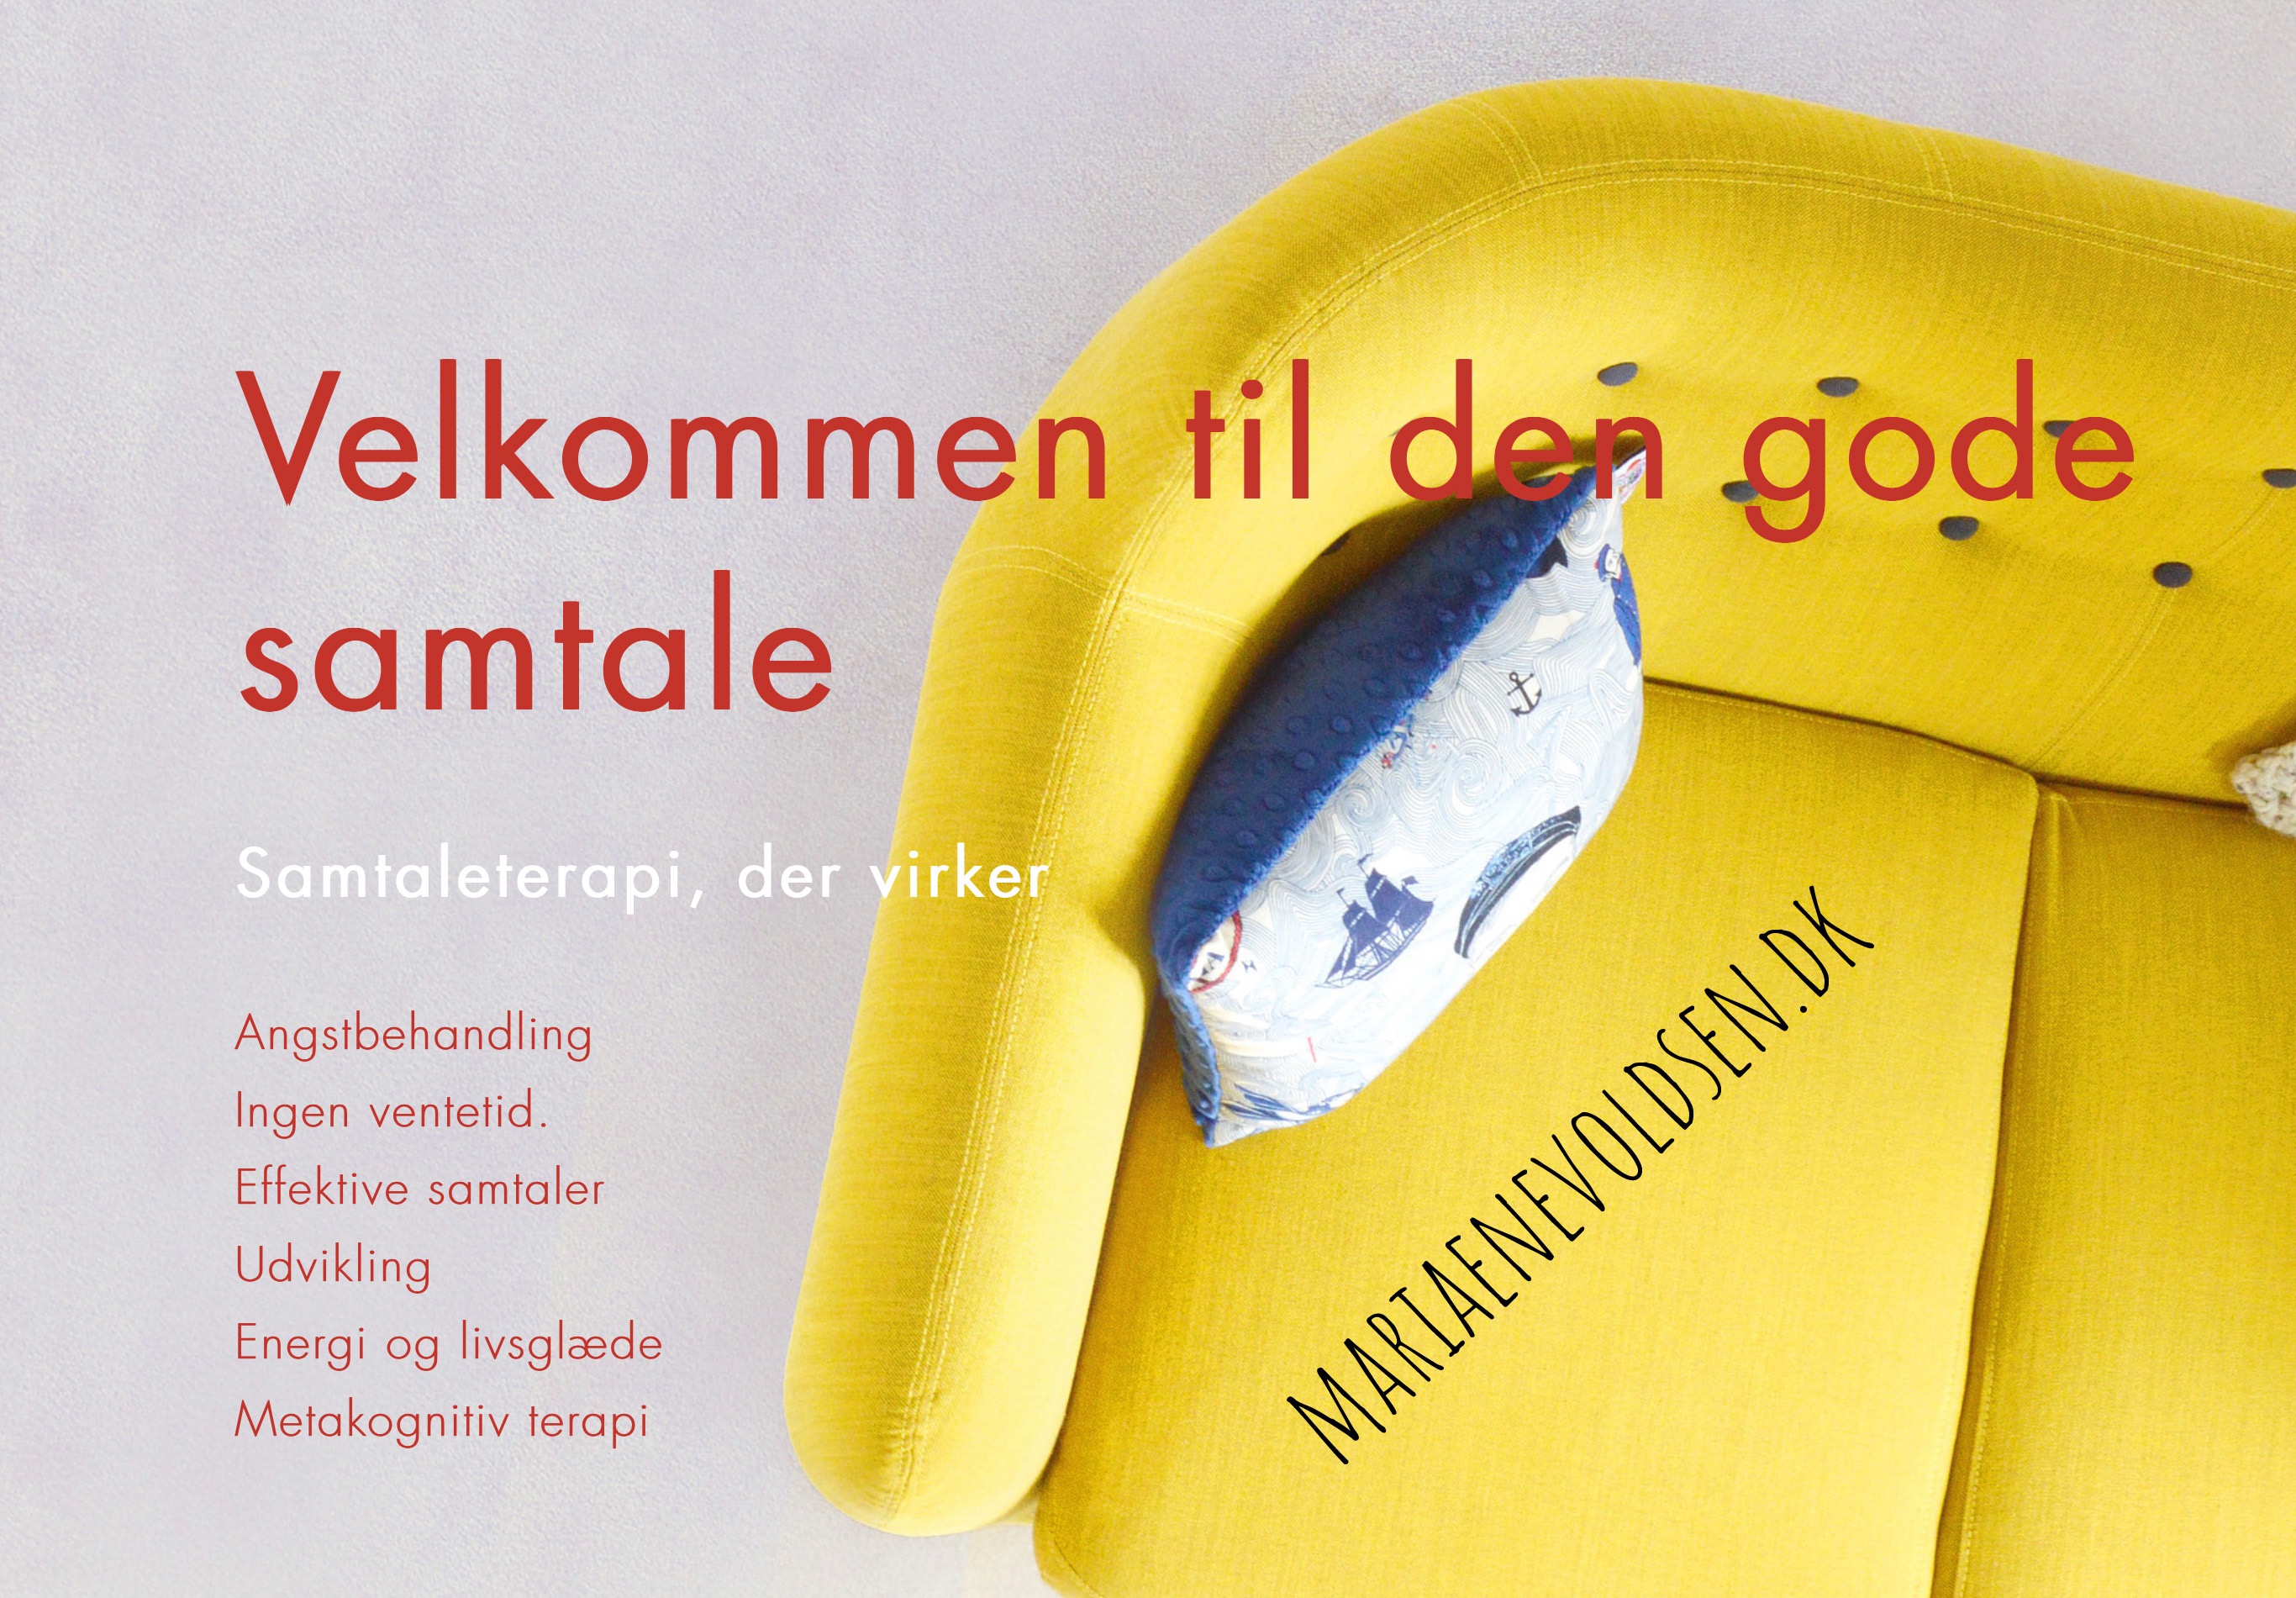 Velkommen til den gode
samtale
Samtaleterapi, der virker
Angstbehandling
Ingen ventetid.
Effektive samtaler
Udvikling
Energi og livsglæde
Metakognitiv terapi
MARIAENEVOLDSEN.DK